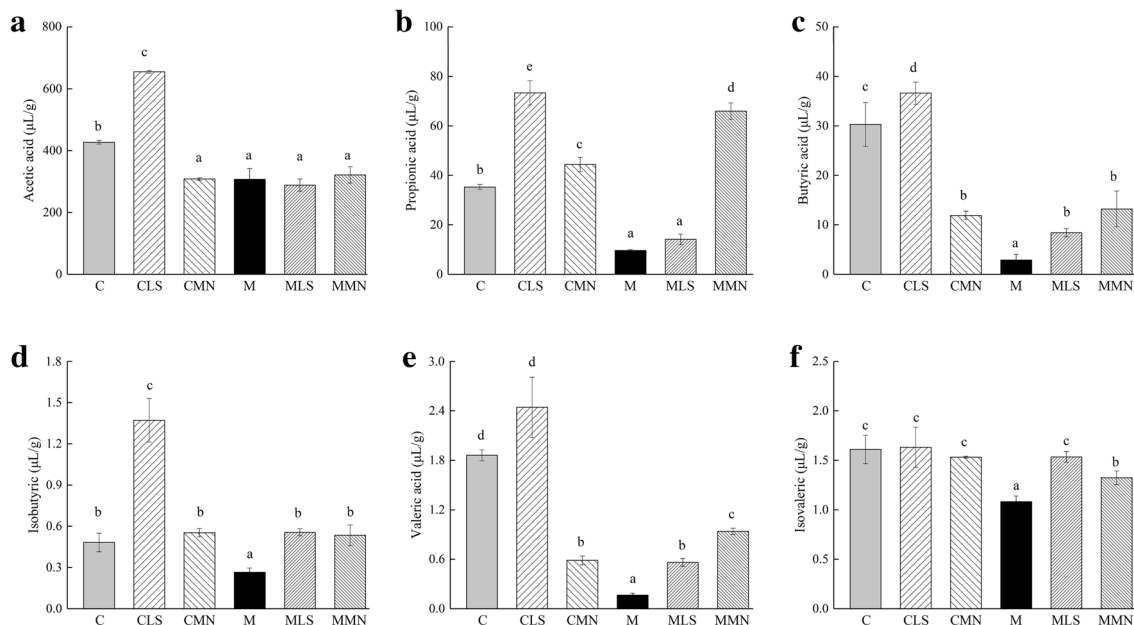 a
Acetic acid (μL/g)
800
600
400
200
0
b
c
a
a
a
a
C CLS CMN M MLS MMN
b
Propionic acid (μL/g)
100
80
60
40
20
0
b
e
c
a
a
d
C CLS CMN M MLS MMN
c
Butyric acid (μL/g)
50
40
30
20
10
0
c
d
b
a
b
b
C CLS CMN M MLS MMN
d
Isobutyric (μL/g)
1.8
1.5
1.2
0.9
0.6
0.3
0.0
b
c
b
a
b
b
C CLS CMN M MLS MMN
e
Valeric acid (μL/g)
3.0
2.4
1.8
1.2
0.6
0.0
d
d
b
a
b
c
C CLS CMN M MLS MMN
f
Isovaleric (μL/g)
2.5
2.0
1.5
1.0
0.5
0.0
c
c
c
a
c
b
C CLS CMN M MLS MMN